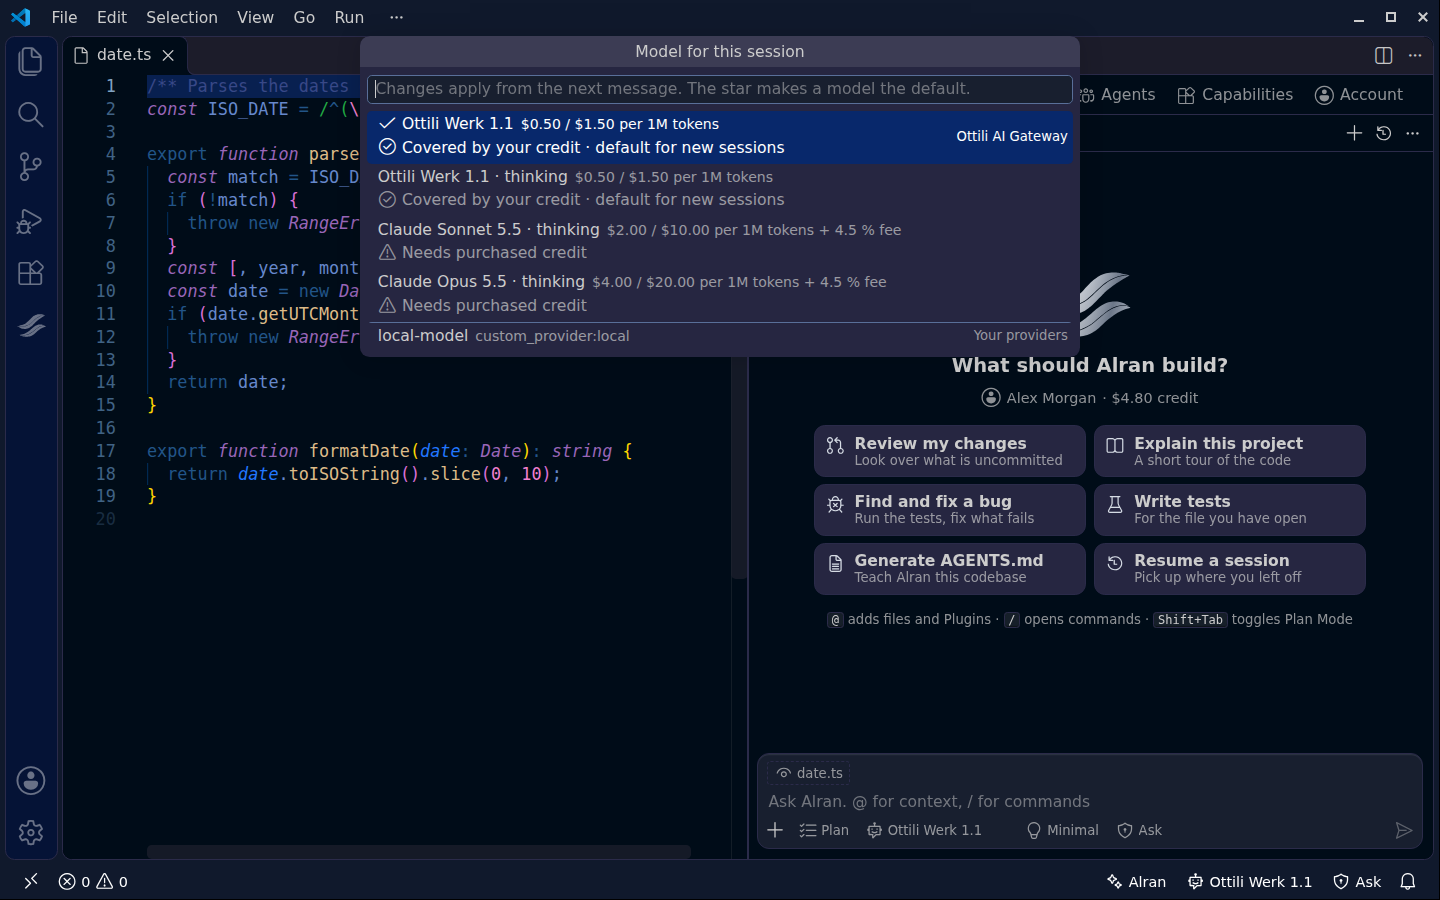 File Edit Selection View Go Run ···
date.ts
Model for this session
Changes apply from the next message. The star makes a model the default.
Ottili Werk 1.1 $0.50 / $1.50 per 1M tokens
Ottili AI Gateway
Covered by your credit · default for new sessions
Ottili Werk 1.1 · thinking $0.50 / $1.50 per 1M tokens
Covered by your credit · default for new sessions
Claude Sonnet 5.5 · thinking $2.00 / $10.00 per 1M tokens + 4.5 % fee
Needs purchased credit
Claude Opus 5.5 · thinking $4.00 / $20.00 per 1M tokens + 4.5 % fee
Needs purchased credit
local-model custom_provider:local
Your providers
1 /** Parses the dates
2 const ISO_DATE = /^(\
3
4 export function parse
5 const match = ISO_D
6 if (!match) {
7 throw new RangeEr
8 }
9 const [, year, mont
10 const date = new Da
11 if (date.getUTCMont
12 throw new RangeEr
13 }
14 return date;
15 }
16
17 export function formatDate(date: Date): string {
18 return date.toISOString().slice(0, 10);
19 }
20
Agents Capabilities Account
What should Alran build?
Alex Morgan · $4.80 credit
Review my changes
Look over what is uncommitted
Explain this project
A short tour of the code
Find and fix a bug
Run the tests, fix what fails
Write tests
For the file you have open
Generate AGENTS.md
Teach Alran this codebase
Resume a session
Pick up where you left off
@ adds files and Plugins · / opens commands · Shift+Tab toggles Plan Mode
date.ts
Ask Alran. @ for context, / for commands
Plan Ottili Werk 1.1 Minimal Ask
0 0
Alran Ottili Werk 1.1 Ask